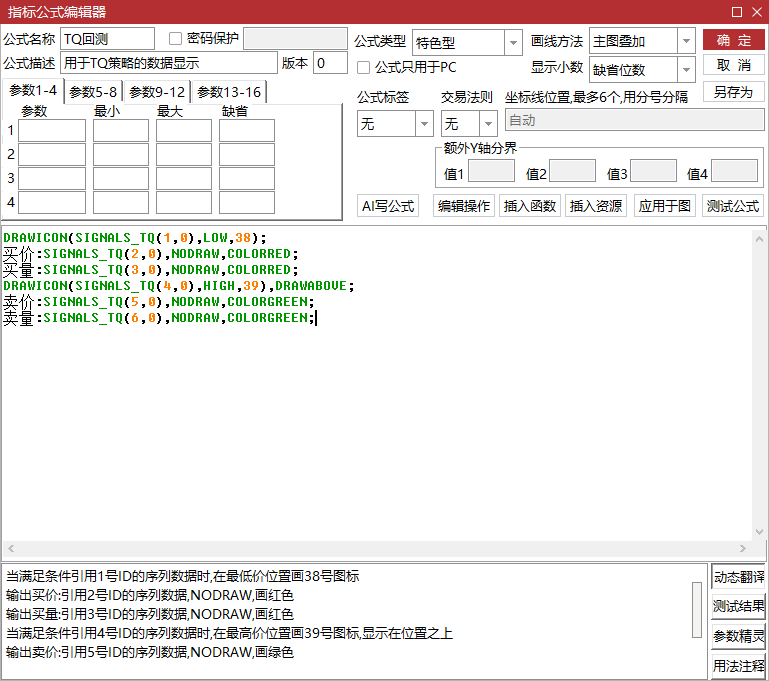 指标公式编辑器
公式名称 TQ回测 密码保护 公式类型 特色型 画线方法 主图叠加 确 定
公式描述 用于TQ策略的数据显示 版本 0 公式只用于PC 显示小数 缺省位数 取 消
参数1-4 参数5-8 参数9-12 参数13-16 公式标签 交易法则 坐标线位置,最多6个,用分号分隔 另存为
参数 最小 最大 缺省
无 无 自动
1
2
3
4
额外Y轴分界
值1 值2 值3 值4
AI写公式 编辑操作 插入函数 插入资源 应用于图 测试公式
DRAWICON(SIGNALS_TQ(1,0),LOW,38);
买价:SIGNALS_TQ(2,0),NODRAW,COLORRED;
买量:SIGNALS_TQ(3,0),NODRAW,COLORRED;
DRAWICON(SIGNALS_TQ(4,0),HIGH,39),DRAWABOVE;
卖价:SIGNALS_TQ(5,0),NODRAW,COLORGREEN;
卖量:SIGNALS_TQ(6,0),NODRAW,COLORGREEN;
当满足条件引用1号ID的序列数据时,在最低价位置画38号图标
输出买价:引用2号ID的序列数据,NODRAW,画红色
输出买量:引用3号ID的序列数据,NODRAW,画红色
当满足条件引用4号ID的序列数据时,在最高价位置画39号图标,显示在位置之上
输出卖价:引用5号ID的序列数据,NODRAW,画绿色
动态翻译
测试结果
参数精灵
用法注释